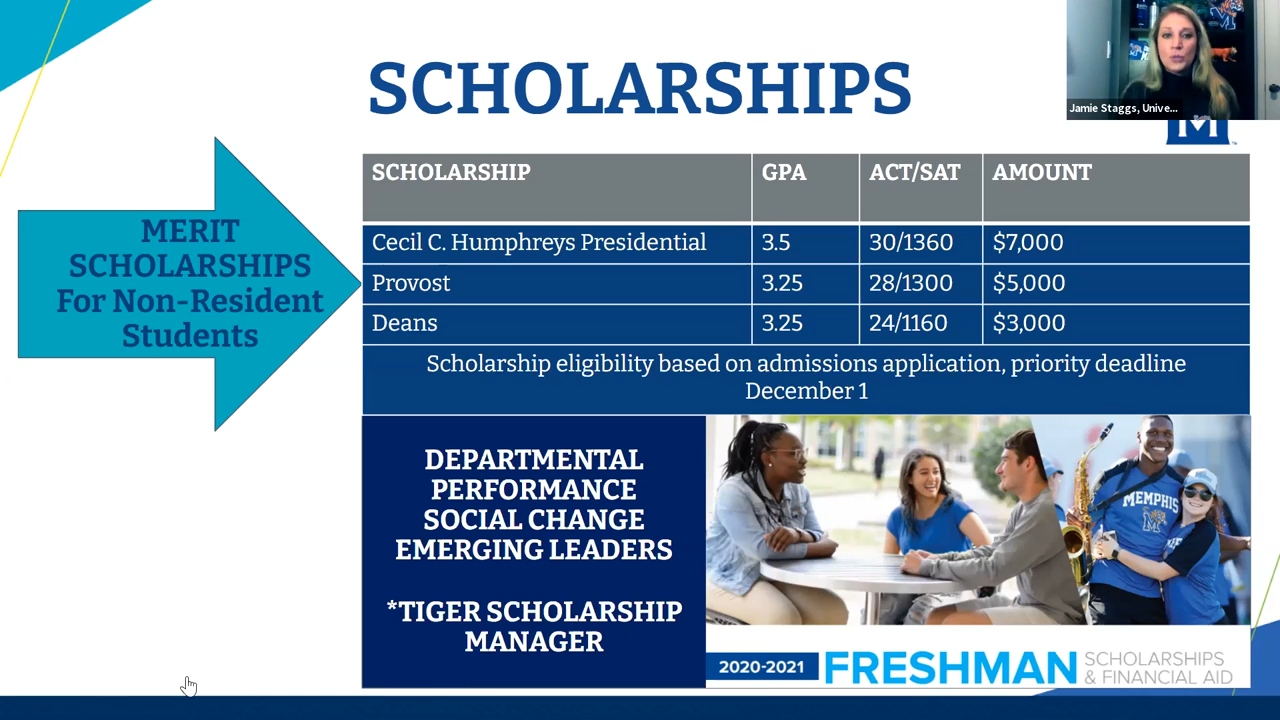 SCHOLARSHIPS
Jamie Staggs, Unive...
M
MERIT
SCHOLARSHIPS
For Non-Resident
Students
SCHOLARSHIP GPA ACT/SAT AMOUNT
Cecil C. Humphreys Presidential 3.5 30/1360 $7,000
Provost 3.25 28/1300 $5,000
Deans 3.25 24/1160 $3,000
Scholarship eligibility based on admissions application, priority deadline
December 1
DEPARTMENTAL
PERFORMANCE
SOCIAL CHANGE
EMERGING LEADERS
*TIGER SCHOLARSHIP
MANAGER
MEMPHIS
2020-2021 FRESHMAN SCHOLARSHIPS
& FINANCIAL AID